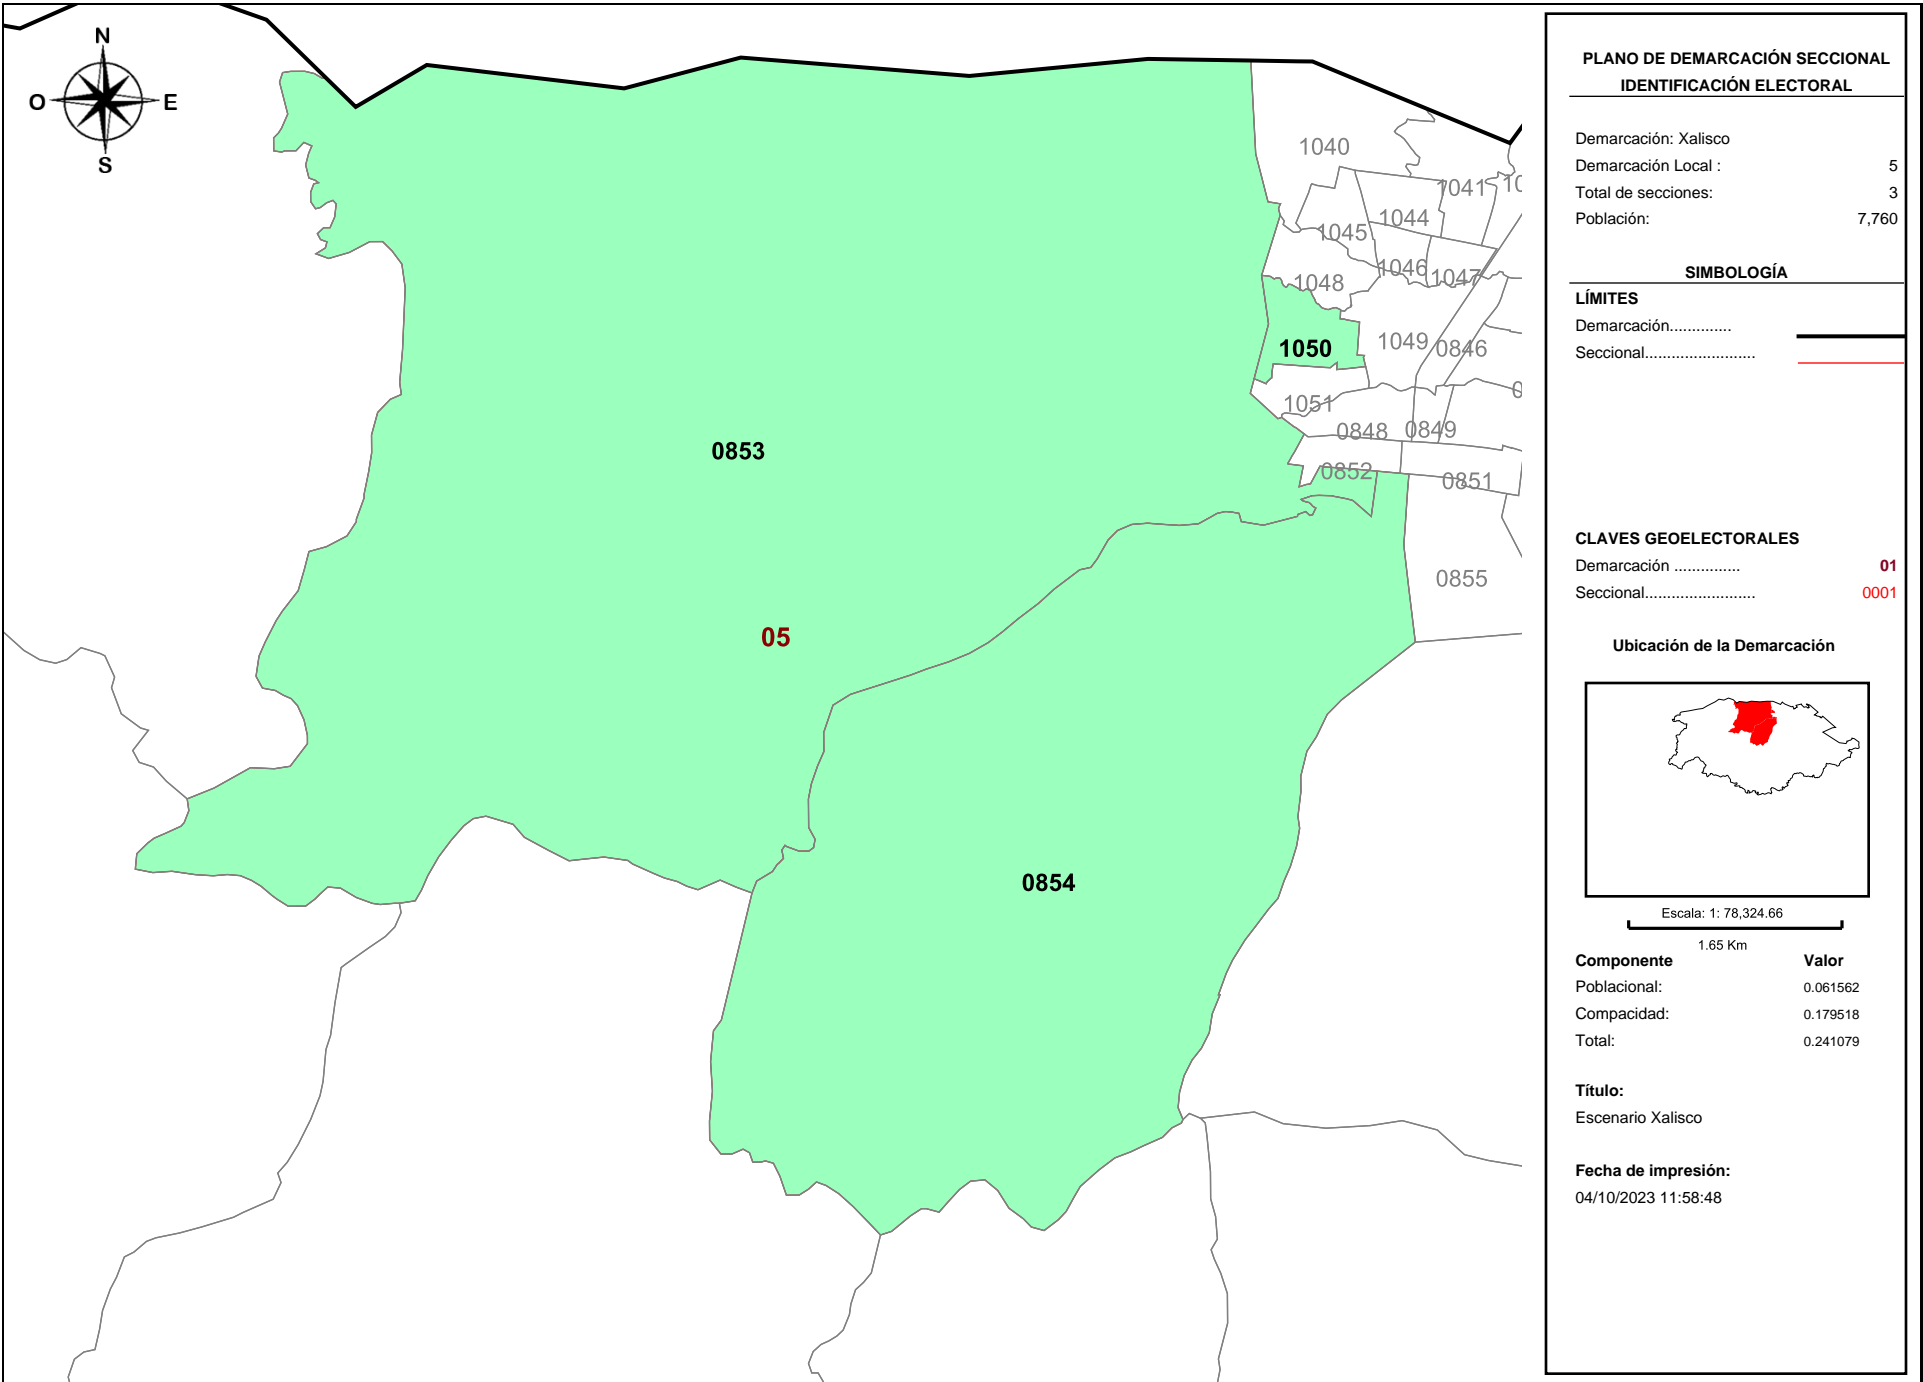 N
O
E
S
1040
1041
10
1044
1045
1046
1047
1048
1049
0846
1050
1051
0
0848
0849
0853
0852
0851
0855
05
0854
PLANO DE DEMARCACIÓN SECCIONAL
IDENTIFICACIÓN ELECTORAL
Demarcación: Xalisco
Demarcación Local : 5
Total de secciones: 3
Población: 7,760
SIMBOLOGÍA
LÍMITES
Demarcación..............
Seccional.........................
CLAVES GEOELECTORALES
Demarcación ............... 01
Seccional......................... 0001
Ubicación de la Demarcación
Escala: 1: 78,324.66
1.65 Km
Componente Valor
Poblacional: 0.061562
Compacidad: 0.179518
Total: 0.241079
Título:
Escenario Xalisco
Fecha de impresión:
04/10/2023 11:58:48